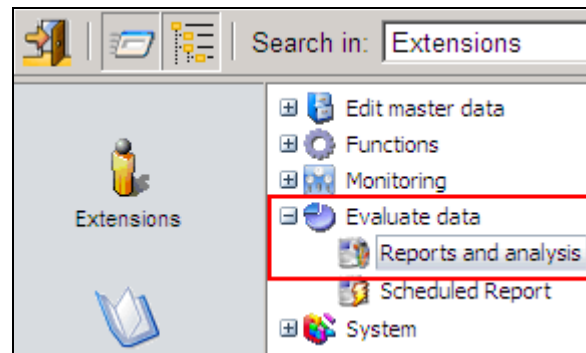 Search in: Extensions
Edit master data
Functions
Monitoring
Extensions
Evaluate data
Reports and analysis
Scheduled Report
System